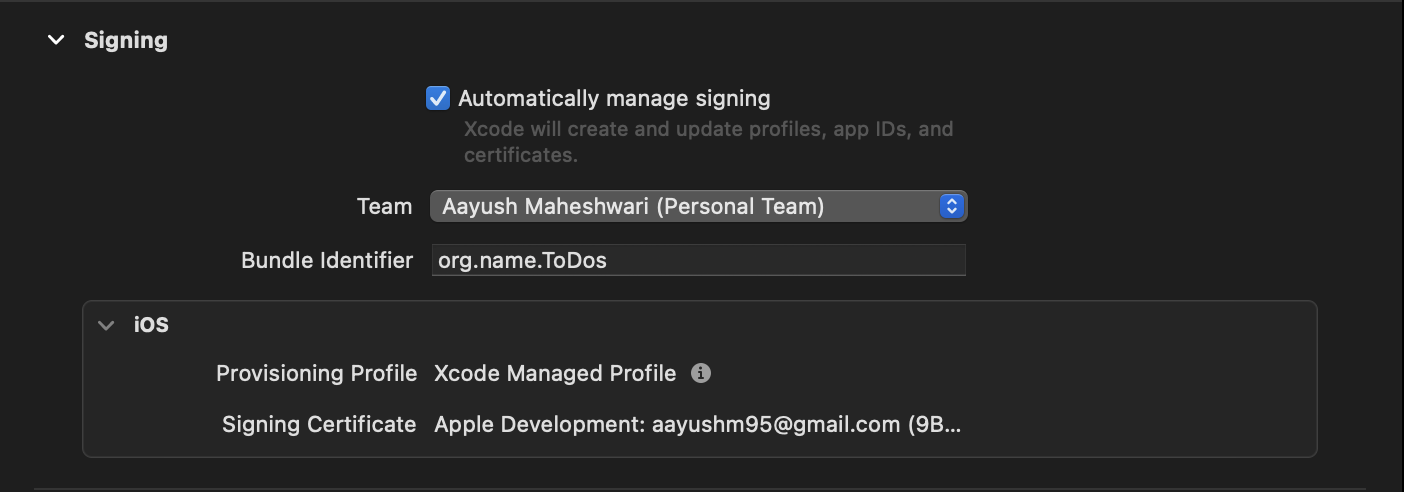 Signing
Automatically manage signing
Xcode will create and update profiles, app IDs, and
certificates.
Team Aayush Maheshwari (Personal Team)
Bundle Identifier org.name.ToDos
iOS
Provisioning Profile Xcode Managed Profile
Signing Certificate Apple Development: aayushm95@gmail.com (9B...